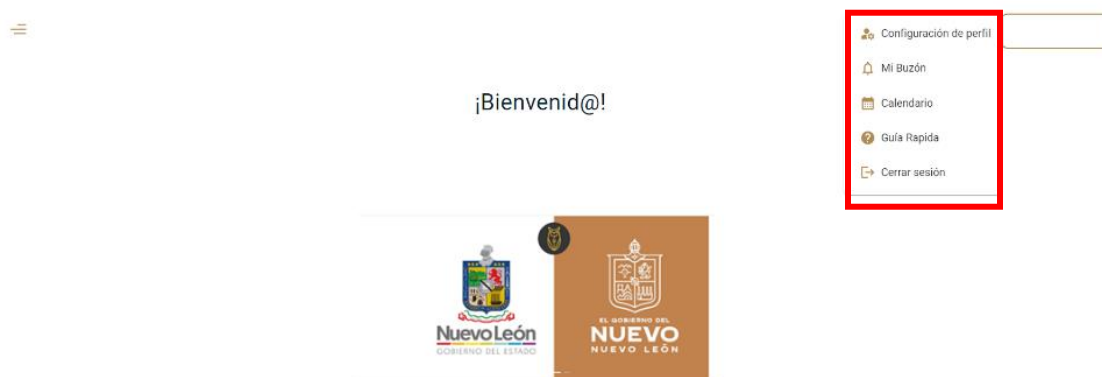 Configuración de perfil
Mi Buzón
¡Bienvenid@!
Calendario
Guía Rapida
Cerrar sesión
Nuevo León
GOBIERNO DEL ESTADO
EL GOBIERNO DEL
NUEVO
NUEVO LEÓN